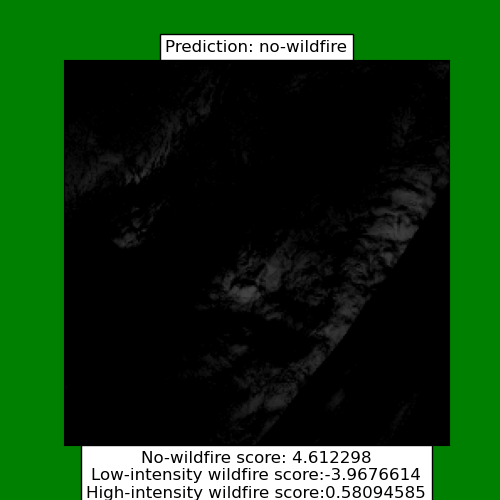 Prediction: no-wildfire
No-wildfire score: 4.612298
Low-intensity wildfire score:-3.9676614
High-intensity wildfire score:0.58094585